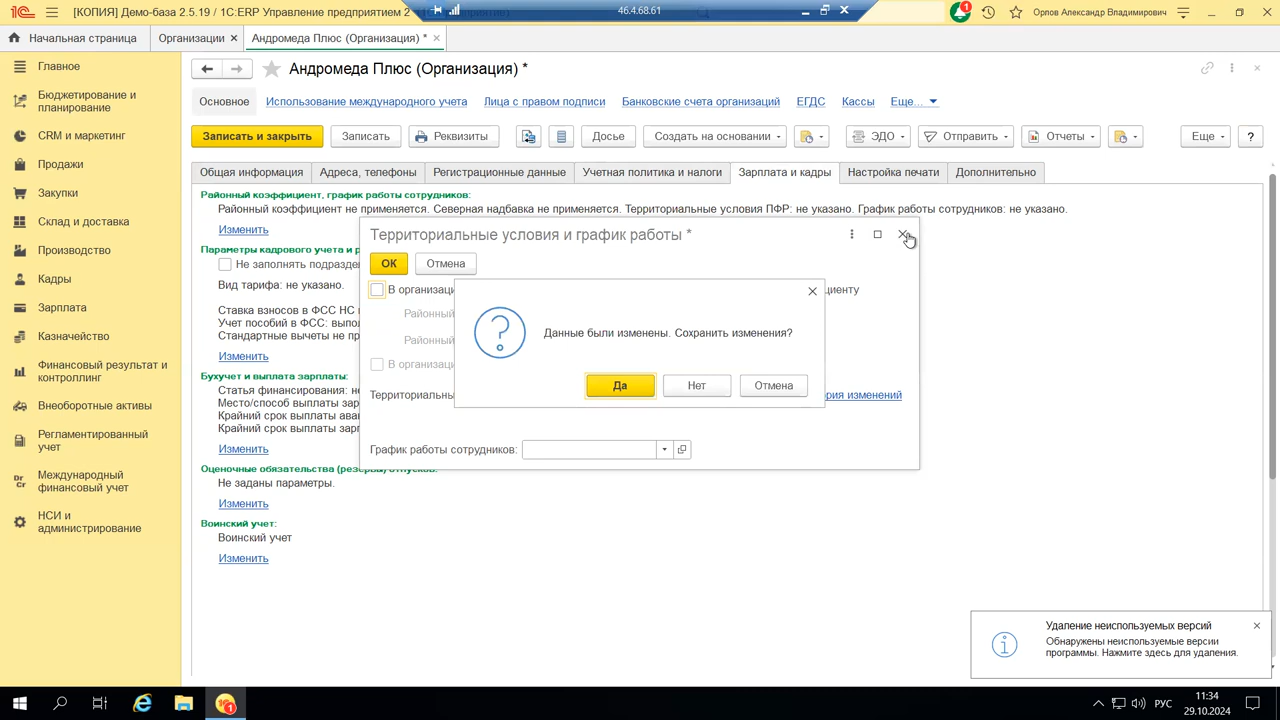 [КОПИЯ] Демо-база 2.5.19 / 1С:ERP Управление предприятием 2
46.4.68.61
1
Орлов Александр Владимирович
Начальная страница
Организации
Андромеда Плюс (Организация) *
Главное
Бюджетирование и
планирование
CRM и маркетинг
Продажи
Закупки
Склад и доставка
Производство
Кадры
Зарплата
Казначейство
Финансовый результат и
контроллинг
Внеоборотные активы
Регламентированный
учет
Международный
финансовый учет
НСИ и
администрирование
Андромеда Плюс (Организация) *
Основное
Использование международного учета
Лица с правом подписи
Банковские счета организаций
ЕГДС
Кассы
Еще...
Записать и закрыть
Записать
Реквизиты
Досье
Создать на основании
ЭДО
Отправить
Отчеты
Еще
?
Общая информация
Адреса, телефоны
Регистрационные данные
Учетная политика и налоги
Зарплата и кадры
Настройка печати
Дополнительно
Районный коэффициент, график работы сотрудников:
Районный коэффициент не применяется. Северная надбавка не применяется. Территориальные условия ПФР: не указано. График работы сотрудников: не указано.
Изменить
Параметры кадрового учета и р
Не заполнять подразде
Вид тарифа: не указано.
Ставка взносов в ФСС НС
Учет пособий в ФСС: выпо
Стандартные вычеты не пр
Изменить
Бухучет и выплата зарплаты:
Статья финансирования: не
Место/способ выплаты зар
Крайний срок выплаты ава
Крайний срок выплаты зар
Изменить
Оценочные обязательства (резервы) отпусков:
Не заданы параметры.
Изменить
Воинский учет:
Воинский учет
Изменить
Территориальные условия и график работы *
ОК
Отмена
В организаци
циенту
Районный
Районный
В организаци
Территориальны
рия изменений
График работы сотрудников:
Данные были изменены. Сохранить изменения?
Да
Нет
Отмена
Удаление неиспользуемых версий
Обнаружены неиспользуемые версии
программы. Нажмите здесь для удаления.
РУС
11:34
29.10.2024